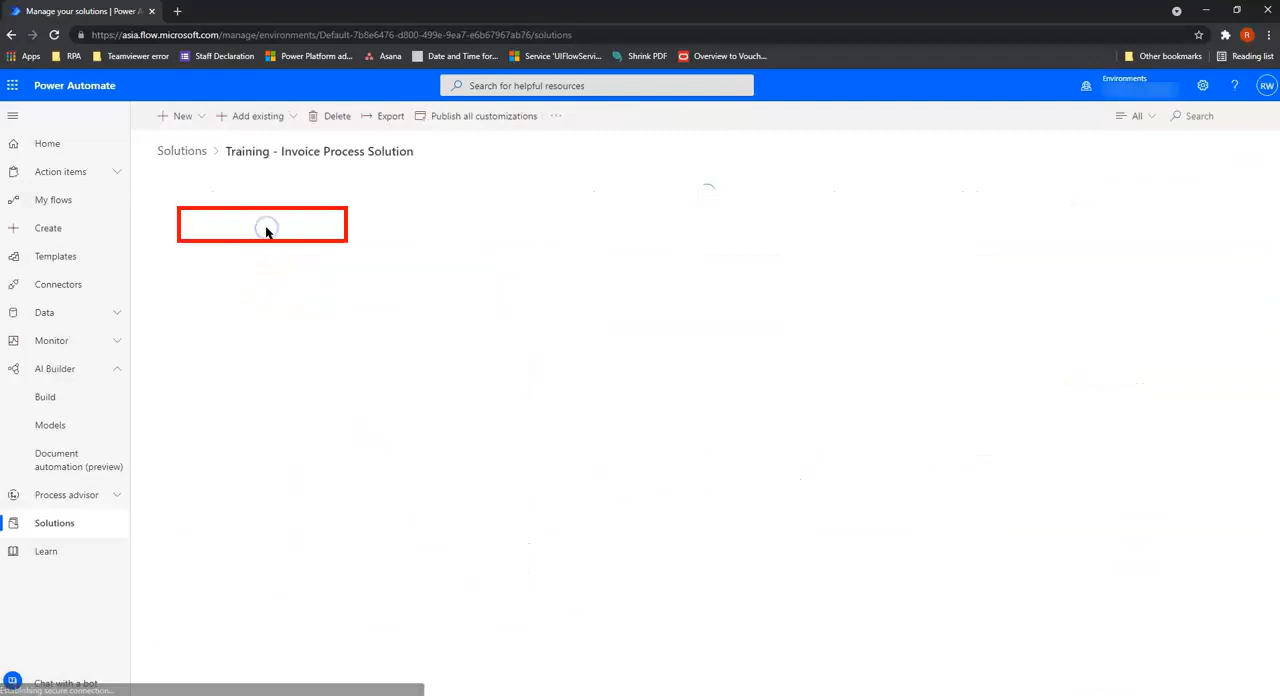 Manage your solutions | Power A
https://asia.flow.microsoft.com/manage/environments/Default-7b8e6476-d800-499e-9ea7-e6b67967ab76/solutions
Apps RPA Teamviewer error Staff Declaration Power Platform ad... Asana Date and Time for... Service 'UIFlowServi... Shrink PDF Overview to Vouch... Other bookmarks Reading list
Power Automate
Search for helpful resources
Environments
RW
New Add existing Delete Export Publish all customizations ... All Search
Solutions > Training - Invoice Process Solution
Home
Action items
My flows
Create
Templates
Connectors
Data
Monitor
AI Builder
Build
Models
Document
automation (preview)
Process advisor
Solutions
Learn
Chat with a bot
Establishing secure connection...